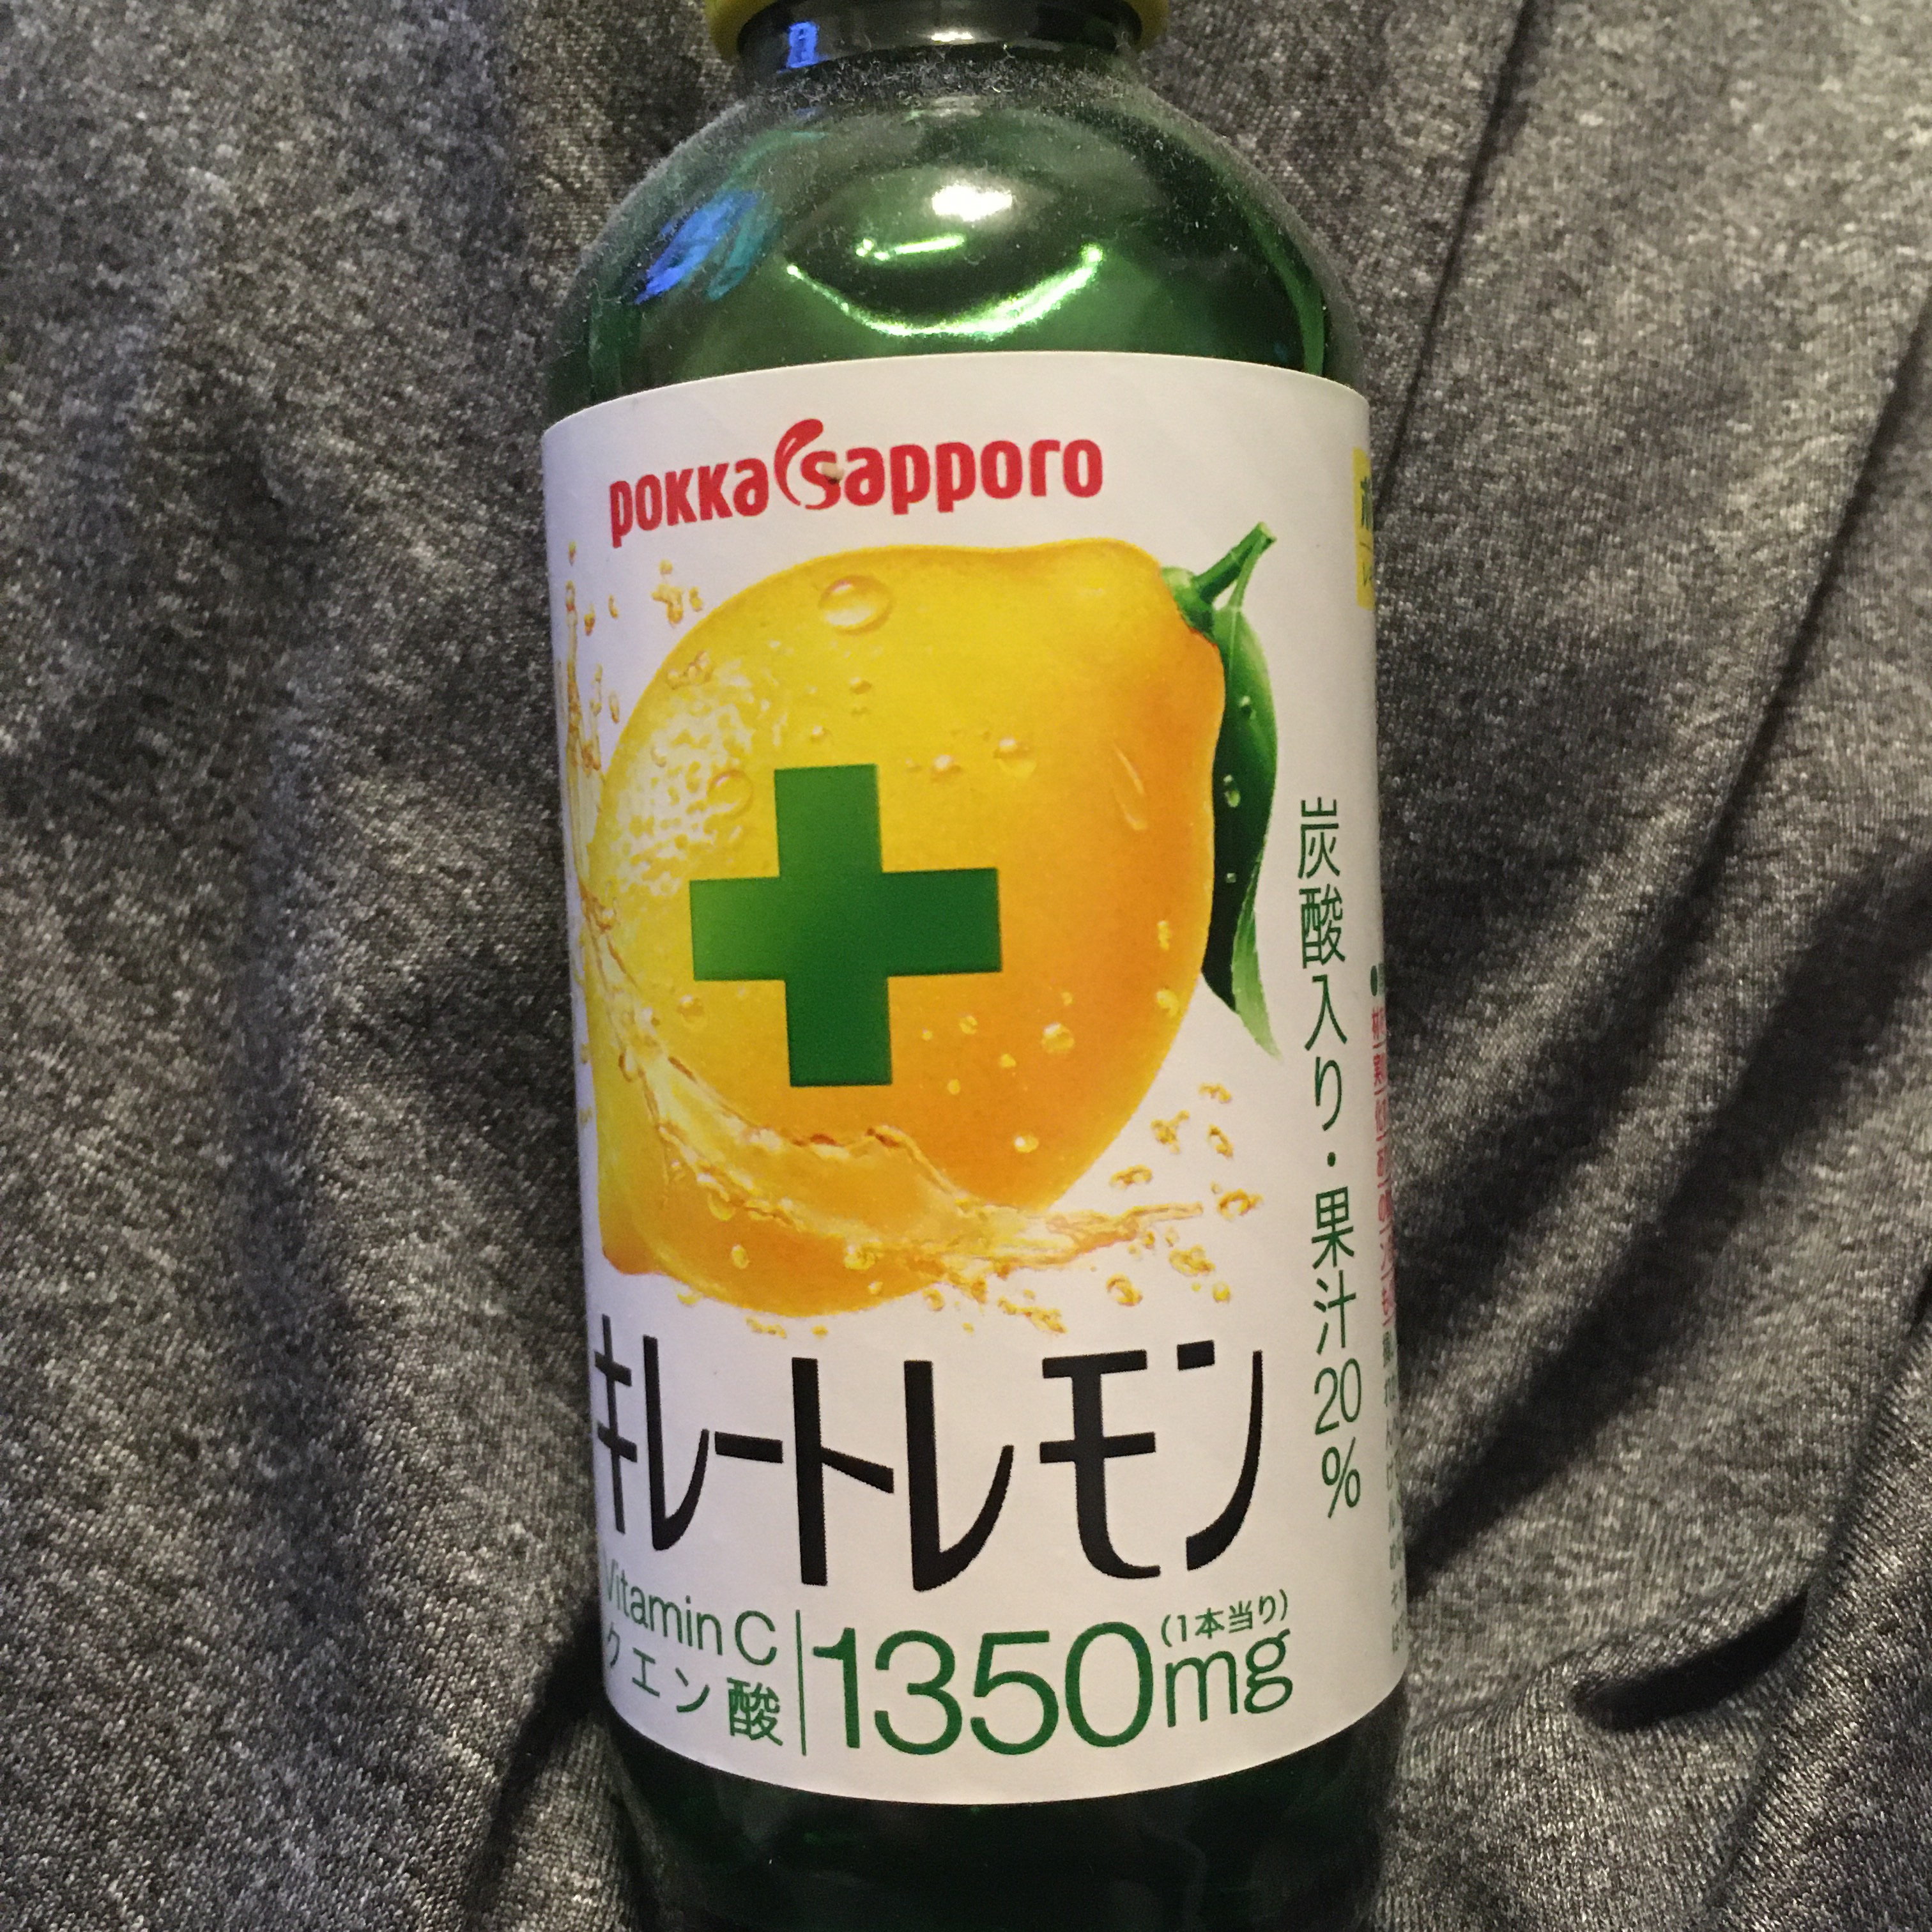 POKKA Sapporo
炭酸入り・果汁20%
キレートレモン
Vitamin C
クエン酸
1350mg
(1本当り)